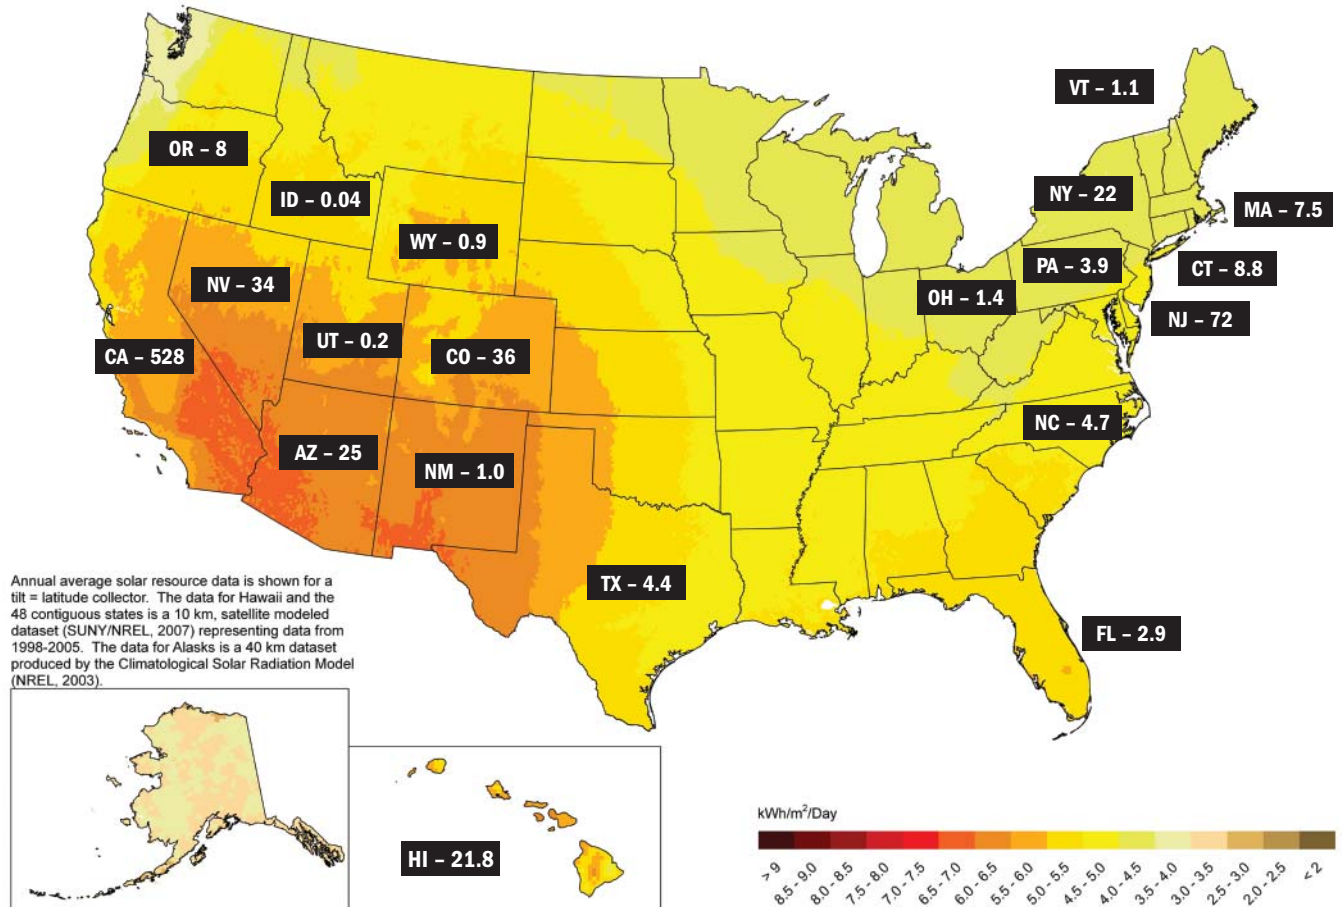 VT – 1.1
OR – 8
ID – 0.04
NY – 22
MA – 7.5
WY – 0.9
PA – 3.9
CT – 8.8
NV – 34
OH – 1.4
NJ – 72
UT – 0.2
CO – 36
CA – 528
NC – 4.7
AZ – 25
NM – 1.0
TX – 4.4
FL – 2.9
Annual average solar resource data is shown for a
tilt = latitude collector. The data for Hawaii and the
48 contiguous states is a 10 km, satellite modeled
dataset (SUNY/NREL, 2007) representing data from
1998-2005. The data for Alasks is a 40 km dataset
produced by the Climatological Solar Radiation Model
(NREL, 2003).
HI – 21.8
kWh/m²/Day
> 9
8.5 - 9.0
8.0 - 8.5
7.5 - 8.0
7.0 - 7.5
6.5 - 7.0
6.0 - 6.5
5.5 - 6.0
5.0 - 5.5
4.5 - 5.0
4.0 - 4.5
3.5 - 4.0
3.0 - 3.5
2.5 - 3.0
2.0 - 2.5
< 2